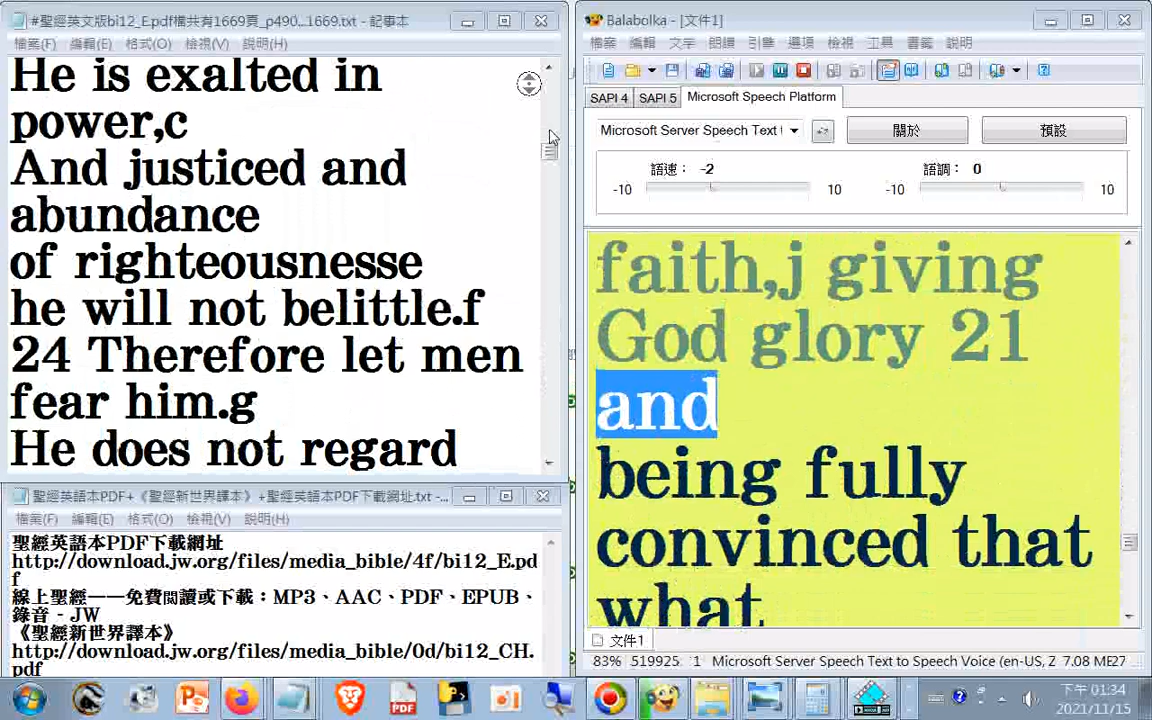 #聖經英文版bi12_E.pdf檔共有1669頁_p490...1669.txt - 記事本
檔案(F) 編輯(E) 格式(O) 檢視(V) 說明(H)
He is exalted in
power,c
And justiced and
abundance
of righteousnesse
he will not belittle.f
24 Therefore let men
fear him.g
He does not regard
聖經英語本PDF+《聖經新世界譯本》+聖經英語本PDF下載網址.txt -...
檔案(F) 編輯(E) 格式(O) 檢視(V) 說明(H)
聖經英語本PDF下載網址
http://download.jw.org/files/media_bible/4f/bi12_E.pd
f
線上聖經——免費閱讀或下載：MP3、AAC、PDF、EPUB、
錄音 - JW
《聖經新世界譯本》
http://download.jw.org/files/media_bible/0d/bi12_CH.
pdf
Balabolka - [文件1]
檔案 編輯 文字 朗讀 引擎 選項 檢視 工具 書籤 說明
SAPI 4 SAPI 5 Microsoft Speech Platform
Microsoft Server Speech Text 關於 預設
語速： -2 語調： 0
-10 10 -10 10
faith,j giving
God glory 21
and
being fully
convinced that
what
文件1
83% 519925 1 Microsoft Server Speech Text to Speech Voice (en-US, Z 7.08 ME27
PDF
下午 01:34
2021/11/15